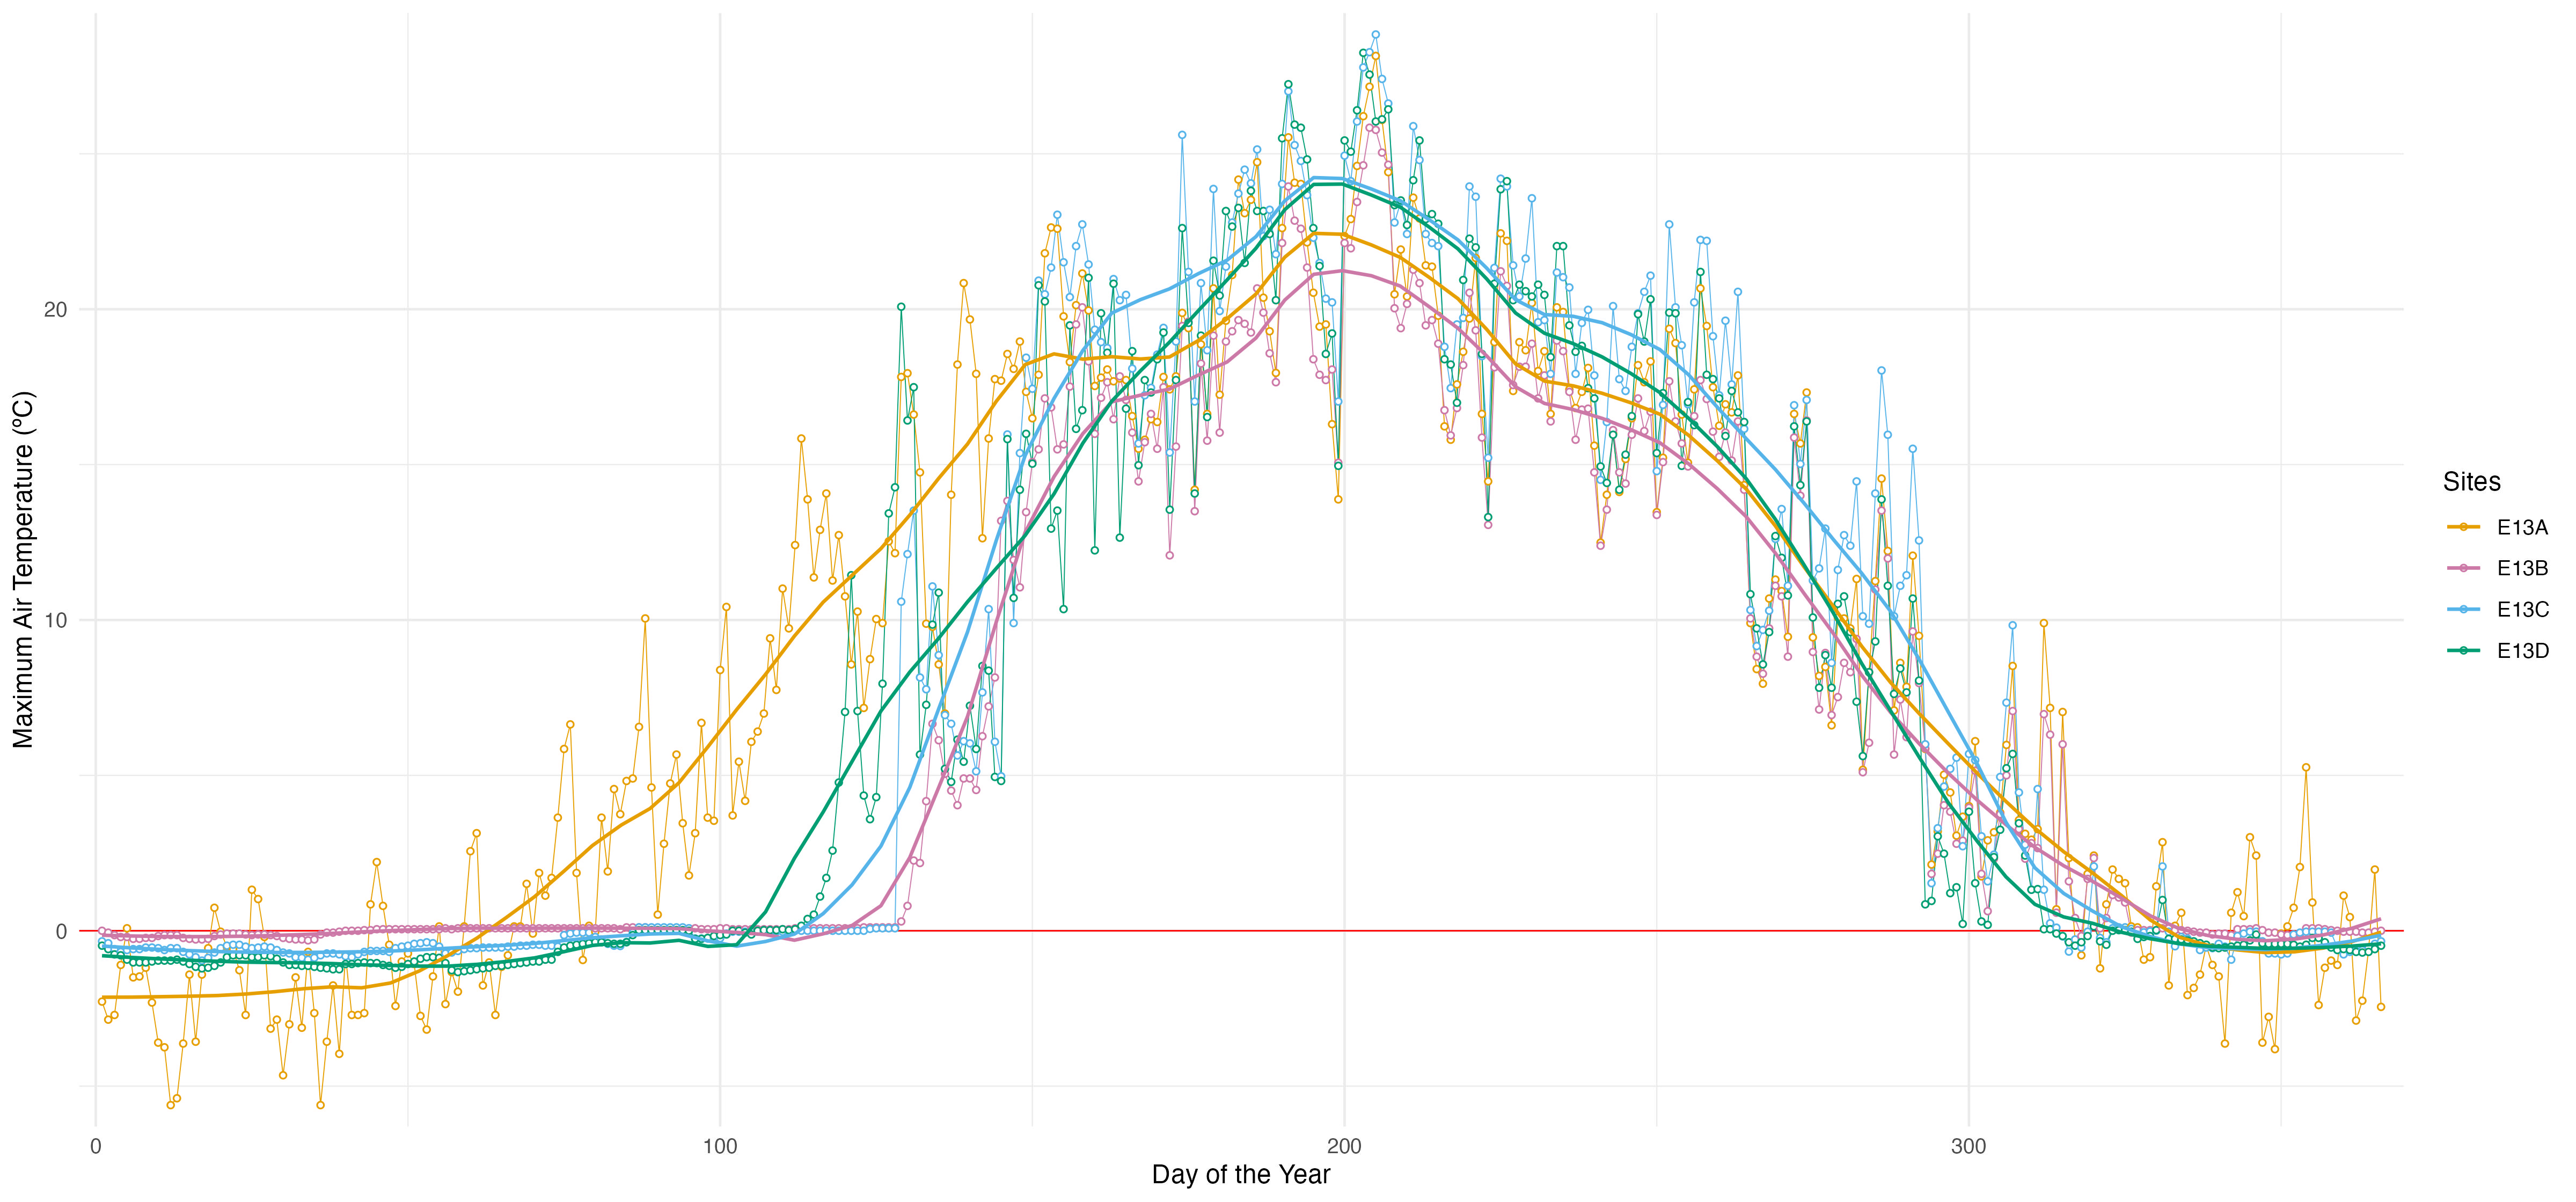 Maximum Air Temperature (ºC)
20
10
0
0 100 200 300
Day of the Year
Sites
E13A
E13B
E13C
E13D